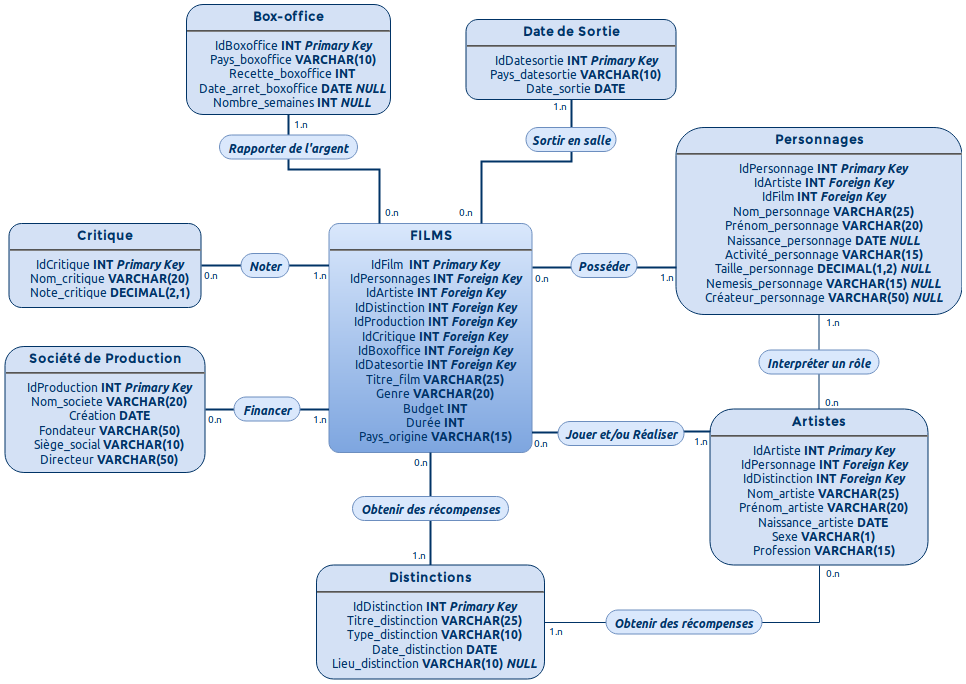 Box-office
IdBoxoffice INT Primary Key
Pays_boxoffice VARCHAR(10)
Recette_boxoffice INT
Date_arret_boxoffice DATE NULL
Nombre_semaines INT NULL
1.n
Rapporter de l'argent
0.n
Date de Sortie
IdDatesortie INT Primary Key
Pays_datesortie VARCHAR(10)
Date_sortie DATE
1.n
Sortir en salle
0.n
Personnages
IdPersonnage INT Primary Key
IdArtiste INT Foreign Key
IdFilm INT Foreign Key
Nom_personnage VARCHAR(25)
Prénom_personnage VARCHAR(20)
Naissance_personnage DATE NULL
Activité_personnage VARCHAR(15)
Taille_personnage DECIMAL(1,2) NULL
Nemesis_personnage VARCHAR(15) NULL
Créateur_personnage VARCHAR(50) NULL
Critique
IdCritique INT Primary Key
Nom_critique VARCHAR(20)
Note_critique DECIMAL(2,1)
0.n
Noter
1.n
FILMS
IdFilm INT Primary Key
IdPersonnages INT Foreign Key
IdArtiste INT Foreign Key
IdDistinction INT Foreign Key
IdProduction INT Foreign Key
IdCritique INT Foreign Key
IdBoxoffice INT Foreign Key
IdDatesortie INT Foreign Key
Titre_film VARCHAR(25)
Genre VARCHAR(20)
Budget INT
Durée INT
Pays_origine VARCHAR(15)
0.n
Posséder
1.n
1.n
Interpréter un rôle
0.n
Société de Production
IdProduction INT Primary Key
Nom_societe VARCHAR(20)
Création DATE
Fondateur VARCHAR(50)
Siège_social VARCHAR(10)
Directeur VARCHAR(50)
0.n
Financer
1.n
0.n
Jouer et/ou Réaliser
1.n
Artistes
IdArtiste INT Primary Key
IdPersonnage INT Foreign Key
IdDistinction INT Foreign Key
Nom_artiste VARCHAR(25)
Prénom_artiste VARCHAR(20)
Naissance_artiste DATE
Sexe VARCHAR(1)
Profession VARCHAR(15)
0.n
Obtenir des récompenses
1.n
Distinctions
IdDistinction INT Primary Key
Titre_distinction VARCHAR(25)
Type_distinction VARCHAR(10)
Date_distinction DATE
Lieu_distinction VARCHAR(10) NULL
1.n
Obtenir des récompenses
0.n